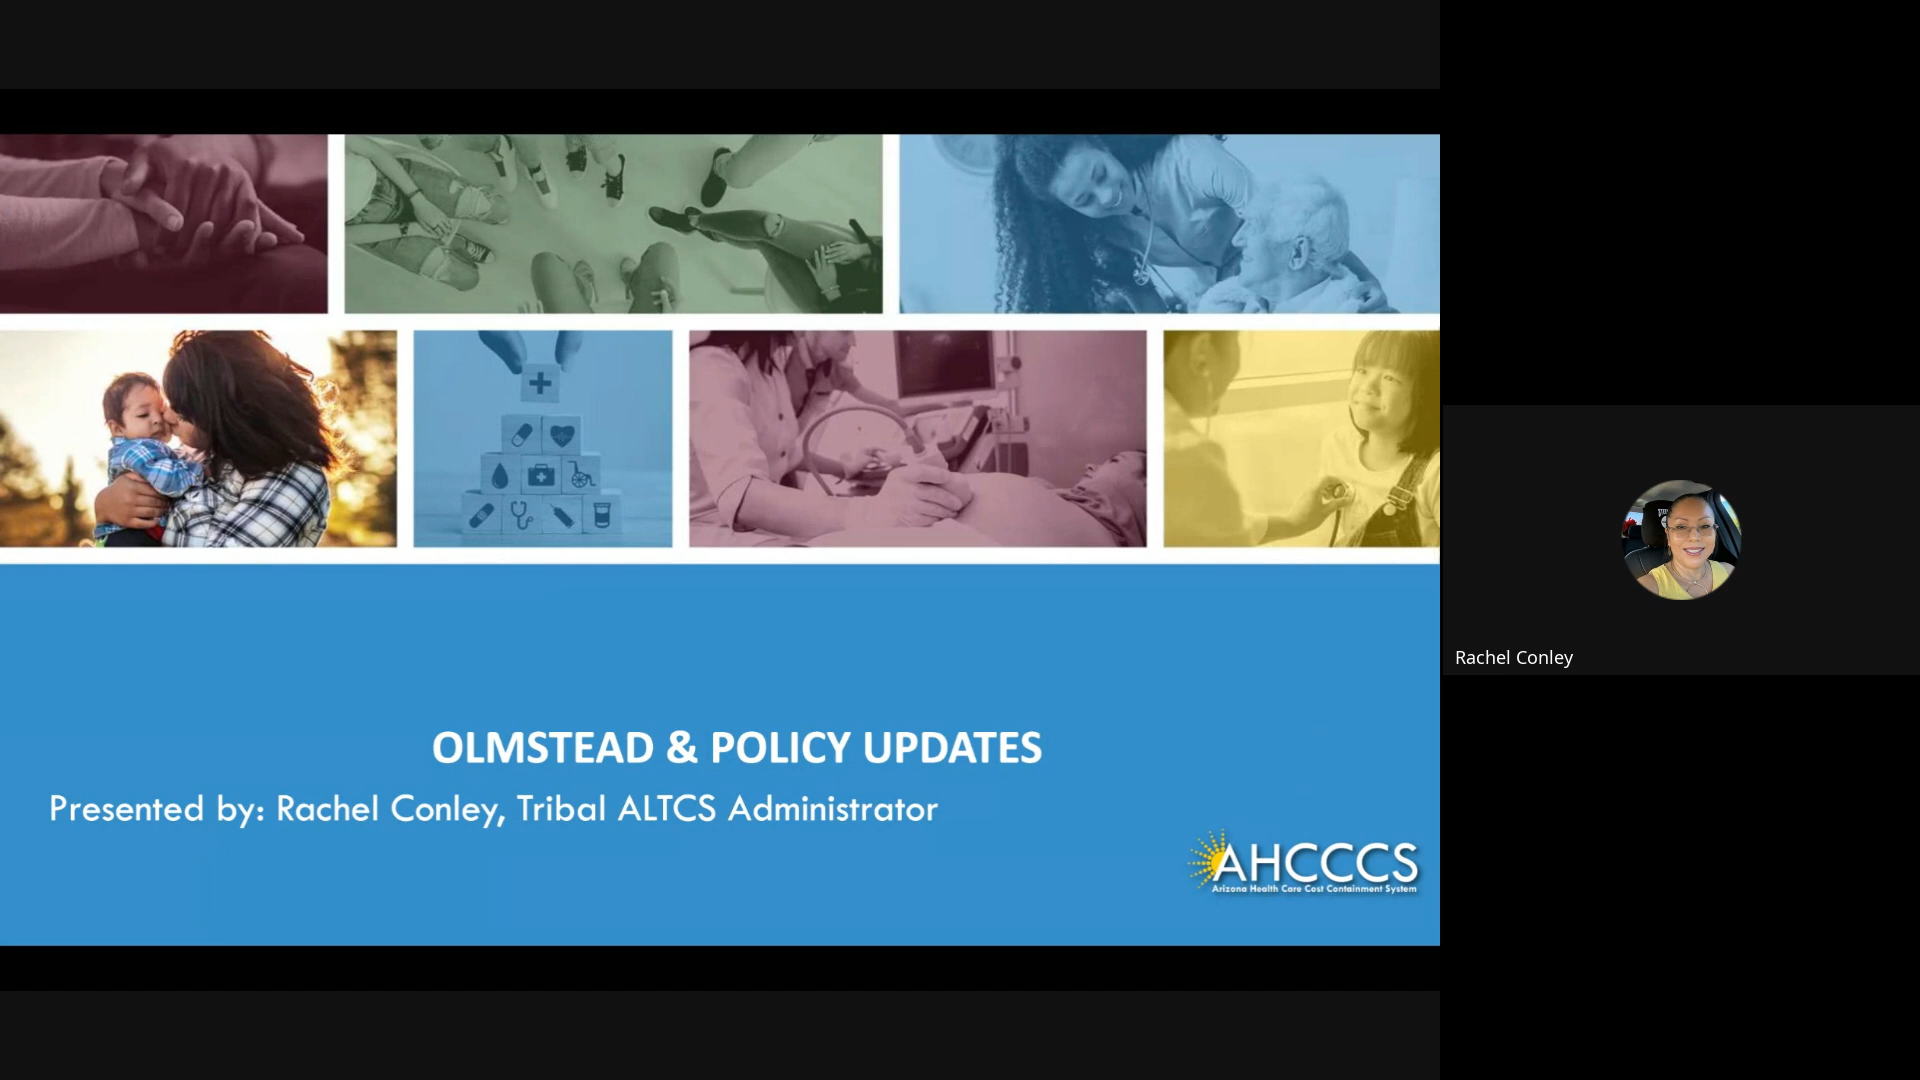 OLMSTEAD & POLICY UPDATES
Presented by: Rachel Conley, Tribal ALTCS Administrator
AHCCCS
Arizona Health Care Cost Containment System
Rachel Conley